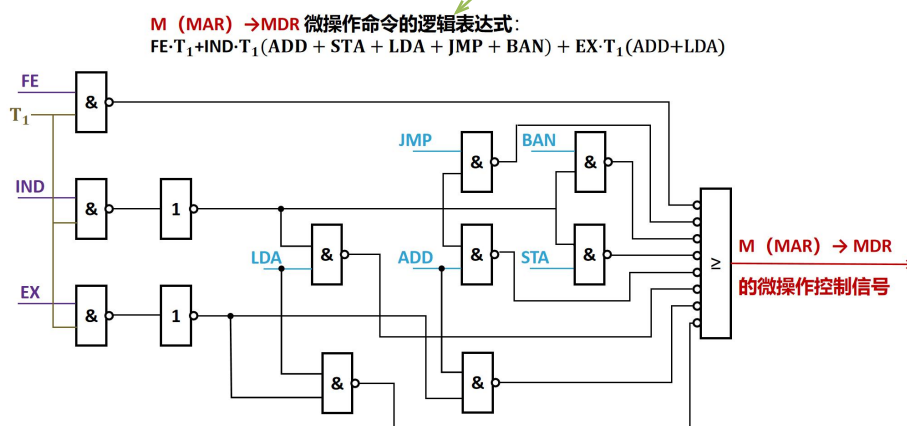 M（MAR）→MDR 微操作命令的逻辑表达式：
FE·T₁+IND·T₁(ADD + STA + LDA + JMP + BAN) + EX·T₁(ADD+LDA)
FE
&
T₁
JMP
&
BAN
&
IND
&
1
LDA
&
ADD
&
STA
&
≥
M（MAR）→ MDR
的微操作控制信号
EX
&
1
&
&